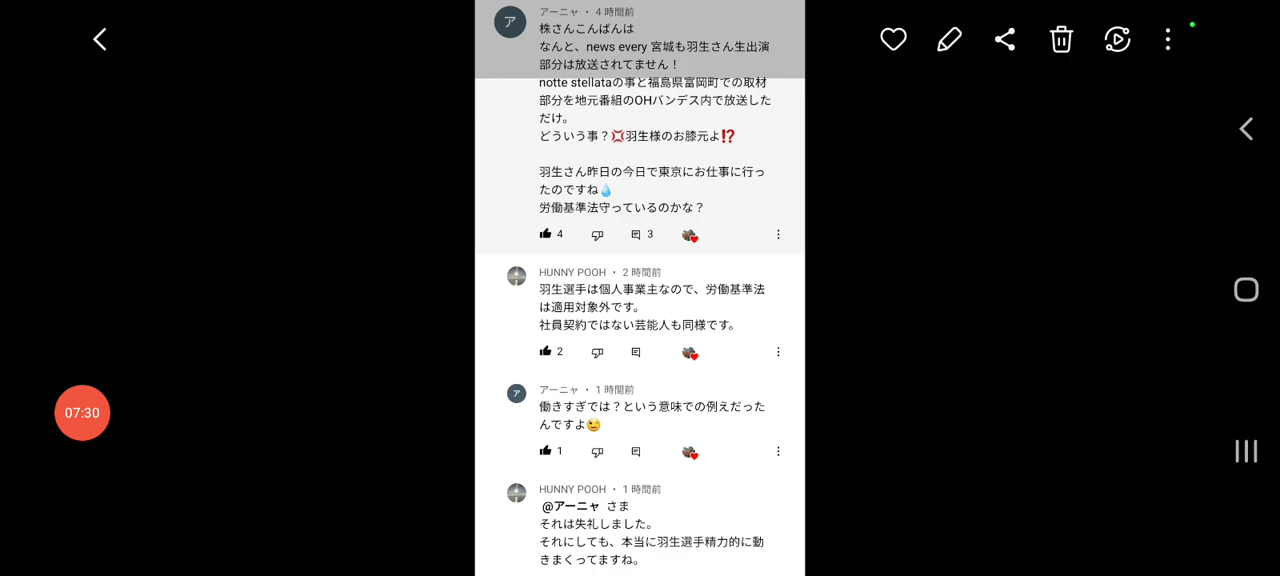 ア
アーニャ ・ 4 時間前
株さんこんばんは
なんと、news every 宮城も羽生さん生出演
部分は放送されてません！
notte stellataの事と福島県富岡町での取材
部分を地元番組のOHバンデス内で放送した
だけ。
どういう事？💢羽生様のお膝元よ⁉️
羽生さん昨日の今日で東京にお仕事に行っ
たのですね💧
労働基準法守っているのかな？
4 3
HUNNY POOH ・ 2 時間前
羽生選手は個人事業主なので、労働基準法
は適用対象外です。
社員契約ではない芸能人も同様です。
2
ア
アーニャ ・ 1 時間前
働きすぎでは？という意味での例えだった
んですよ😉
1
HUNNY POOH ・ 1 時間前
@アーニャ さま
それは失礼しました。
それにしても、本当に羽生選手精力的に動
きまくってますね。
07:30